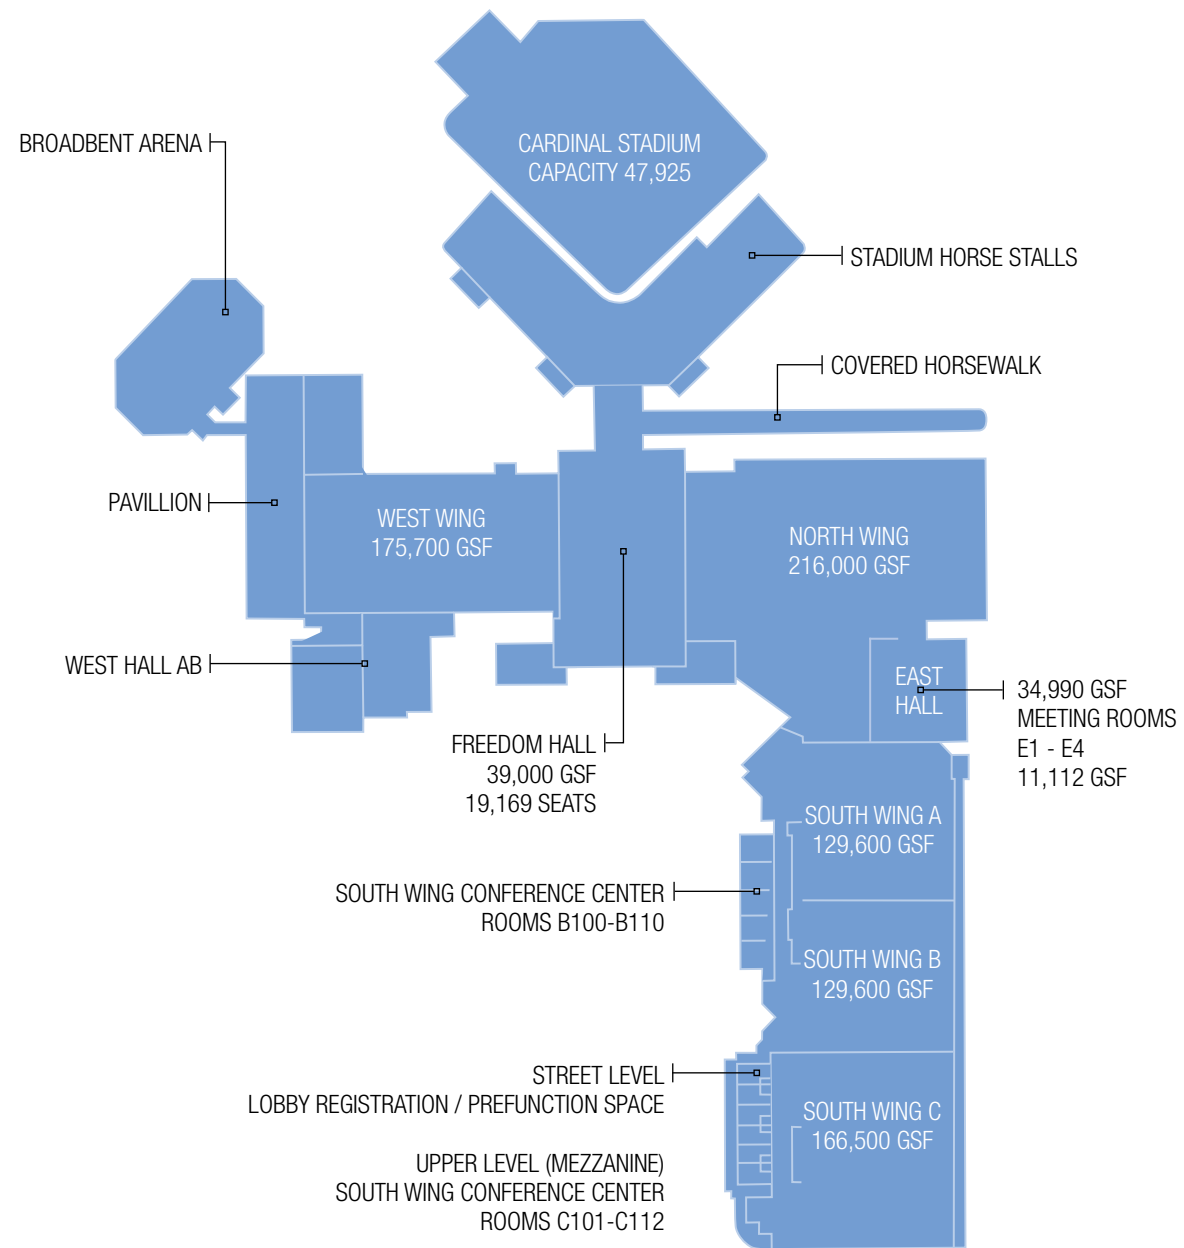 CARDINAL STADIUM
CAPACITY 47,925
BROADBENT ARENA
STADIUM HORSE STALLS
COVERED HORSEWALK
PAVILLION
WEST WING
175,700 GSF
NORTH WING
216,000 GSF
WEST HALL AB
EAST
HALL
34,990 GSF
MEETING ROOMS
E1 - E4
11,112 GSF
FREEDOM HALL
39,000 GSF
19,169 SEATS
SOUTH WING A
129,600 GSF
SOUTH WING CONFERENCE CENTER
ROOMS B100-B110
SOUTH WING B
129,600 GSF
STREET LEVEL
LOBBY REGISTRATION / PREFUNCTION SPACE
SOUTH WING C
166,500 GSF
UPPER LEVEL (MEZZANINE)
SOUTH WING CONFERENCE CENTER
ROOMS C101-C112